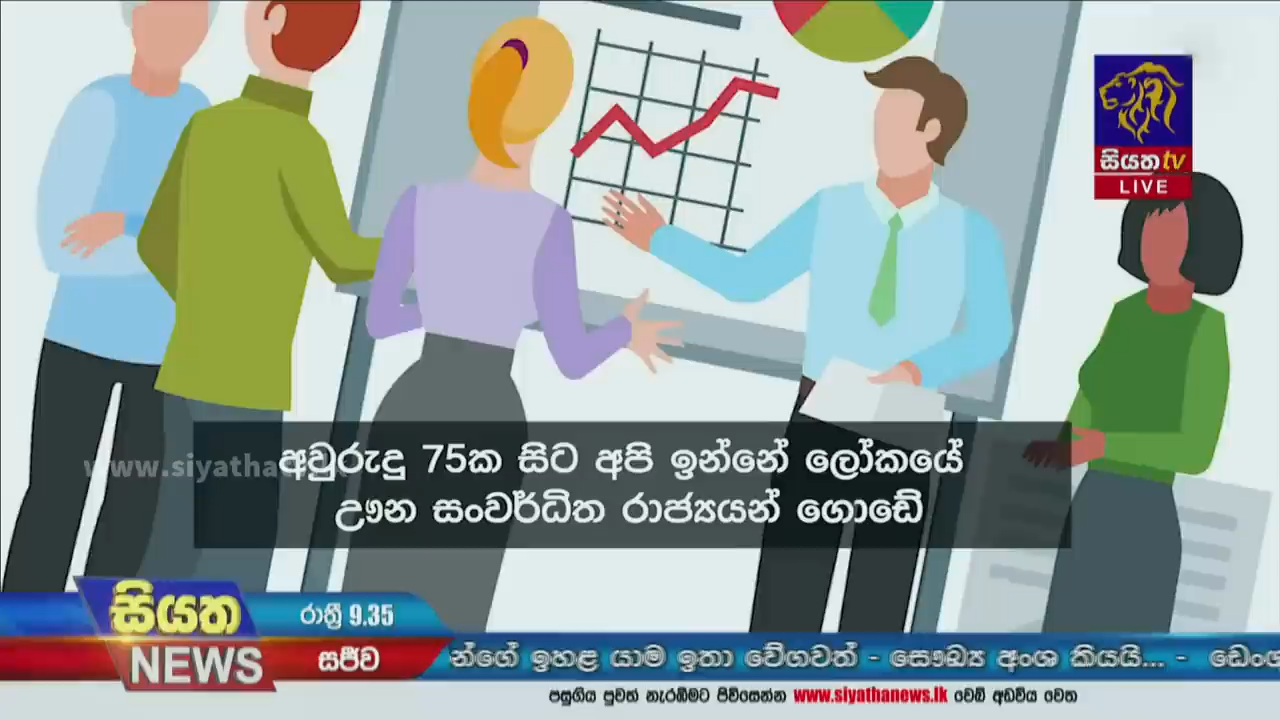 සියත tv
LIVE
www.siyatha
අවුරුදු 75ක සිට අපි ඉන්නේ ලෝකයේ
ඌන සංවර්ධිත රාජ්‍යයන් ගොඩේ
සියත
NEWS
රාත්‍රී 9.35
සජීව
න්ගේ ඉහළ යාම ඉතා වේගවත් - සෞඛ්‍ය අංශ කියයි... - ඩෙං
පසුගිය පුවත් නැරඹීමට පිවිසෙන්න www.siyathanews.lk වෙබ් අඩවිය වෙත